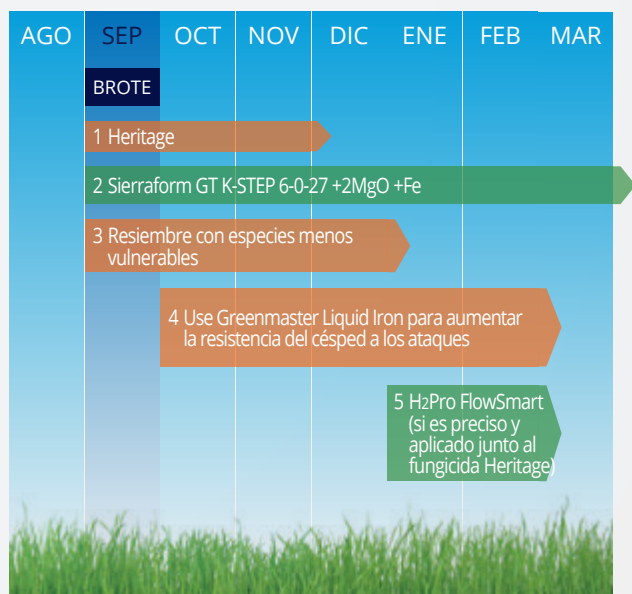 AGO SEP OCT NOV DIC ENE FEB MAR
BROTE
1 Heritage
2 Sierraform GT K-STEP 6-0-27 +2MgO +Fe
3 Resiembre con especies menos
vulnerables
4 Use Greenmaster Liquid Iron para aumentar
la resistencia del césped a los ataques
5 H2Pro FlowSmart
(si es preciso y
aplicado junto al
fungicida Heritage)